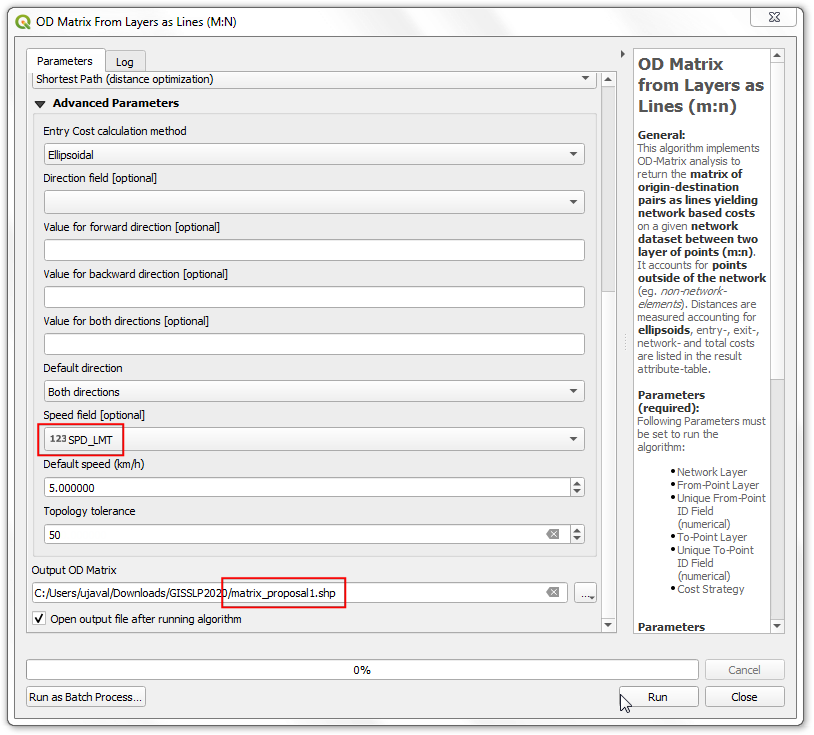 OD Matrix From Layers as Lines (M:N)
Parameters
Log
Shortest Path (distance optimization)
Advanced Parameters
Entry Cost calculation method
Ellipsoidal
Direction field [optional]
Value for forward direction [optional]
Value for backward direction [optional]
Value for both directions [optional]
Default direction
Both directions
Speed field [optional]
123 SPD_LMT
Default speed (km/h)
5.000000
Topology tolerance
50
Output OD Matrix
C:/Users/ujaval/Downloads/GISSLP2020/matrix_proposal1.shp
...
Open output file after running algorithm
OD Matrix
from Layers as
Lines (m:n)
General:
This algorithm implements
OD-Matrix analysis to
return the matrix of
origin-destination
pairs as lines yielding
network based costs
on a given network
dataset between two
layer of points (m:n).
It accounts for points
outside of the network
(eg. non-network-
elements). Distances are
measured accounting for
ellipsoids, entry-, exit-,
network- and total costs
are listed in the result
attribute-table.
Parameters
(required):
Following Parameters must
be set to run the
algorithm:
• Network Layer
• From-Point Layer
• Unique From-Point
ID Field
(numerical)
• To-Point Layer
• Unique To-Point
ID Field
(numerical)
• Cost Strategy
Parameters
0%
Cancel
Run as Batch Process...
Run
Close